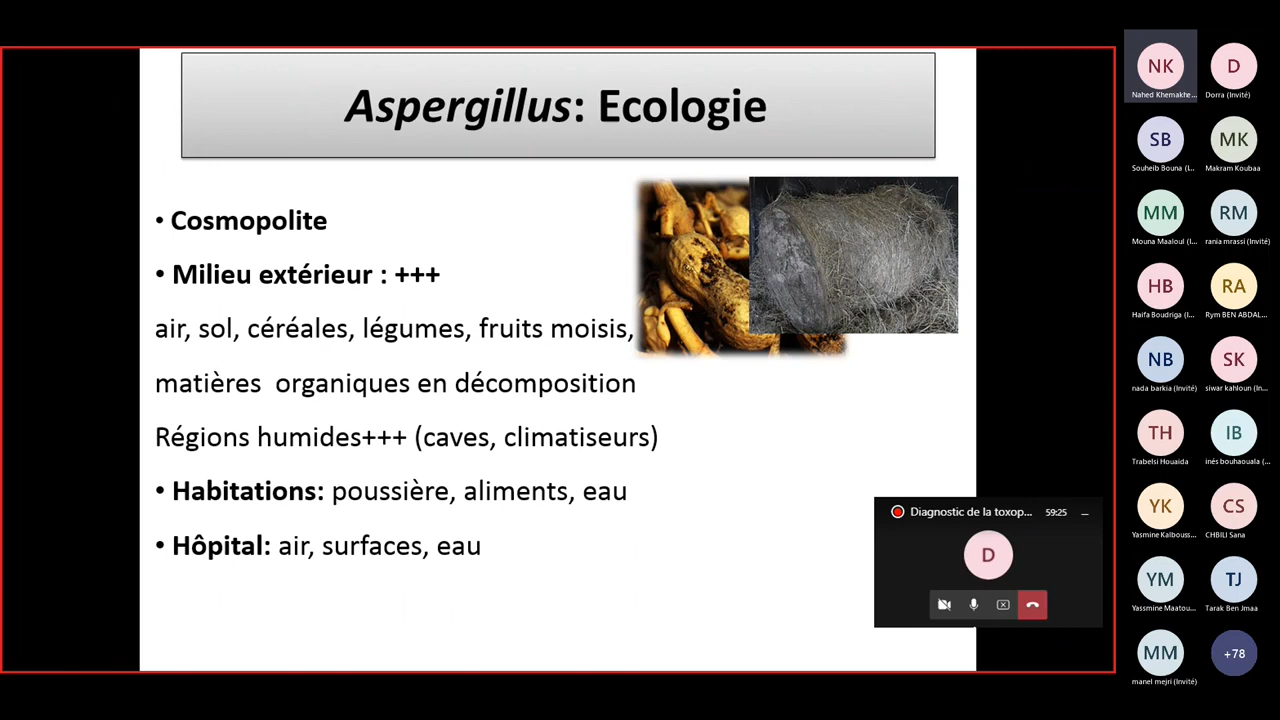 Aspergillus: Ecologie
• Cosmopolite
• Milieu extérieur : +++
air, sol, céréales, légumes, fruits moisis,
matières organiques en décomposition
Régions humides+++ (caves, climatiseurs)
• Habitations: poussière, aliments, eau
• Hôpital: air, surfaces, eau
Diagnostic de la toxop... 59:25
D
NK
Nahed Khemakhe...
D
Dorra (Invité)
SB
Souheib Bouna (I...
MK
Makram Koubaa
MM
Mouna Maaloul (I...
RM
rania mrassi (Invité)
HB
Haifa Boudriga (I...
RA
Rym BEN ABDAL...
NB
nada barkia (Invité)
SK
siwar kahloun (In...
TH
Trabelsi Houaida
IB
inès bouhaouala (...
YK
Yasmine Kalbouss...
CS
CHBILI Sana
YM
Yassmine Maatou...
TJ
Tarak Ben Jmaa
MM
manel mejri (Invité)
+78